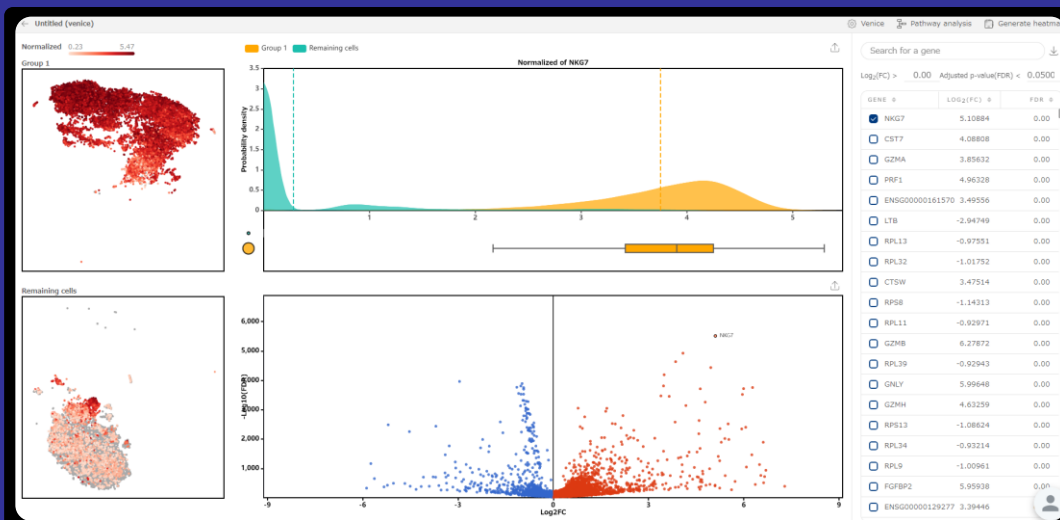 ← Untitled (venice)
Venice
Pathway analysis
Generate heatma
Normalized 0.23 5.47
Group 1
Group 1
Remaining cells
Normalized of NKG7
Probability density
3.5
3
2.5
2
1.5
1
0.5
0
1 2 3 4 5
Remaining cells
-Log10(FDR)
6,000
5,000
4,000
3,000
2,000
1,000
NKG7
-9 -6 -3 0 3 6 9
Log2FC
Search for a gene
Log₂(FC) > 0.00 Adjusted p-value(FDR) < 0.0500
GENE LOG₂(FC) FDR
NKG7 5.10884 0.00
CST7 4.08808 0.00
GZMA 3.85632 0.00
PRF1 4.96328 0.00
ENSG00000161570 3.49556 0.00
LTB -2.94749 0.00
RPL13 -0.97551 0.00
RPL32 -1.01752 0.00
CTSW 3.47514 0.00
RPS8 -1.14313 0.00
RPL11 -0.92971 0.00
GZMB 6.27872 0.00
RPL39 -0.92943 0.00
GNLY 5.99648 0.00
GZMH 4.63259 0.00
RPS13 -1.08624 0.00
RPL34 -0.93214 0.00
RPL9 -1.00961 0.00
FGFBP2 5.95938 0.00
ENSG00000129277 3.39446